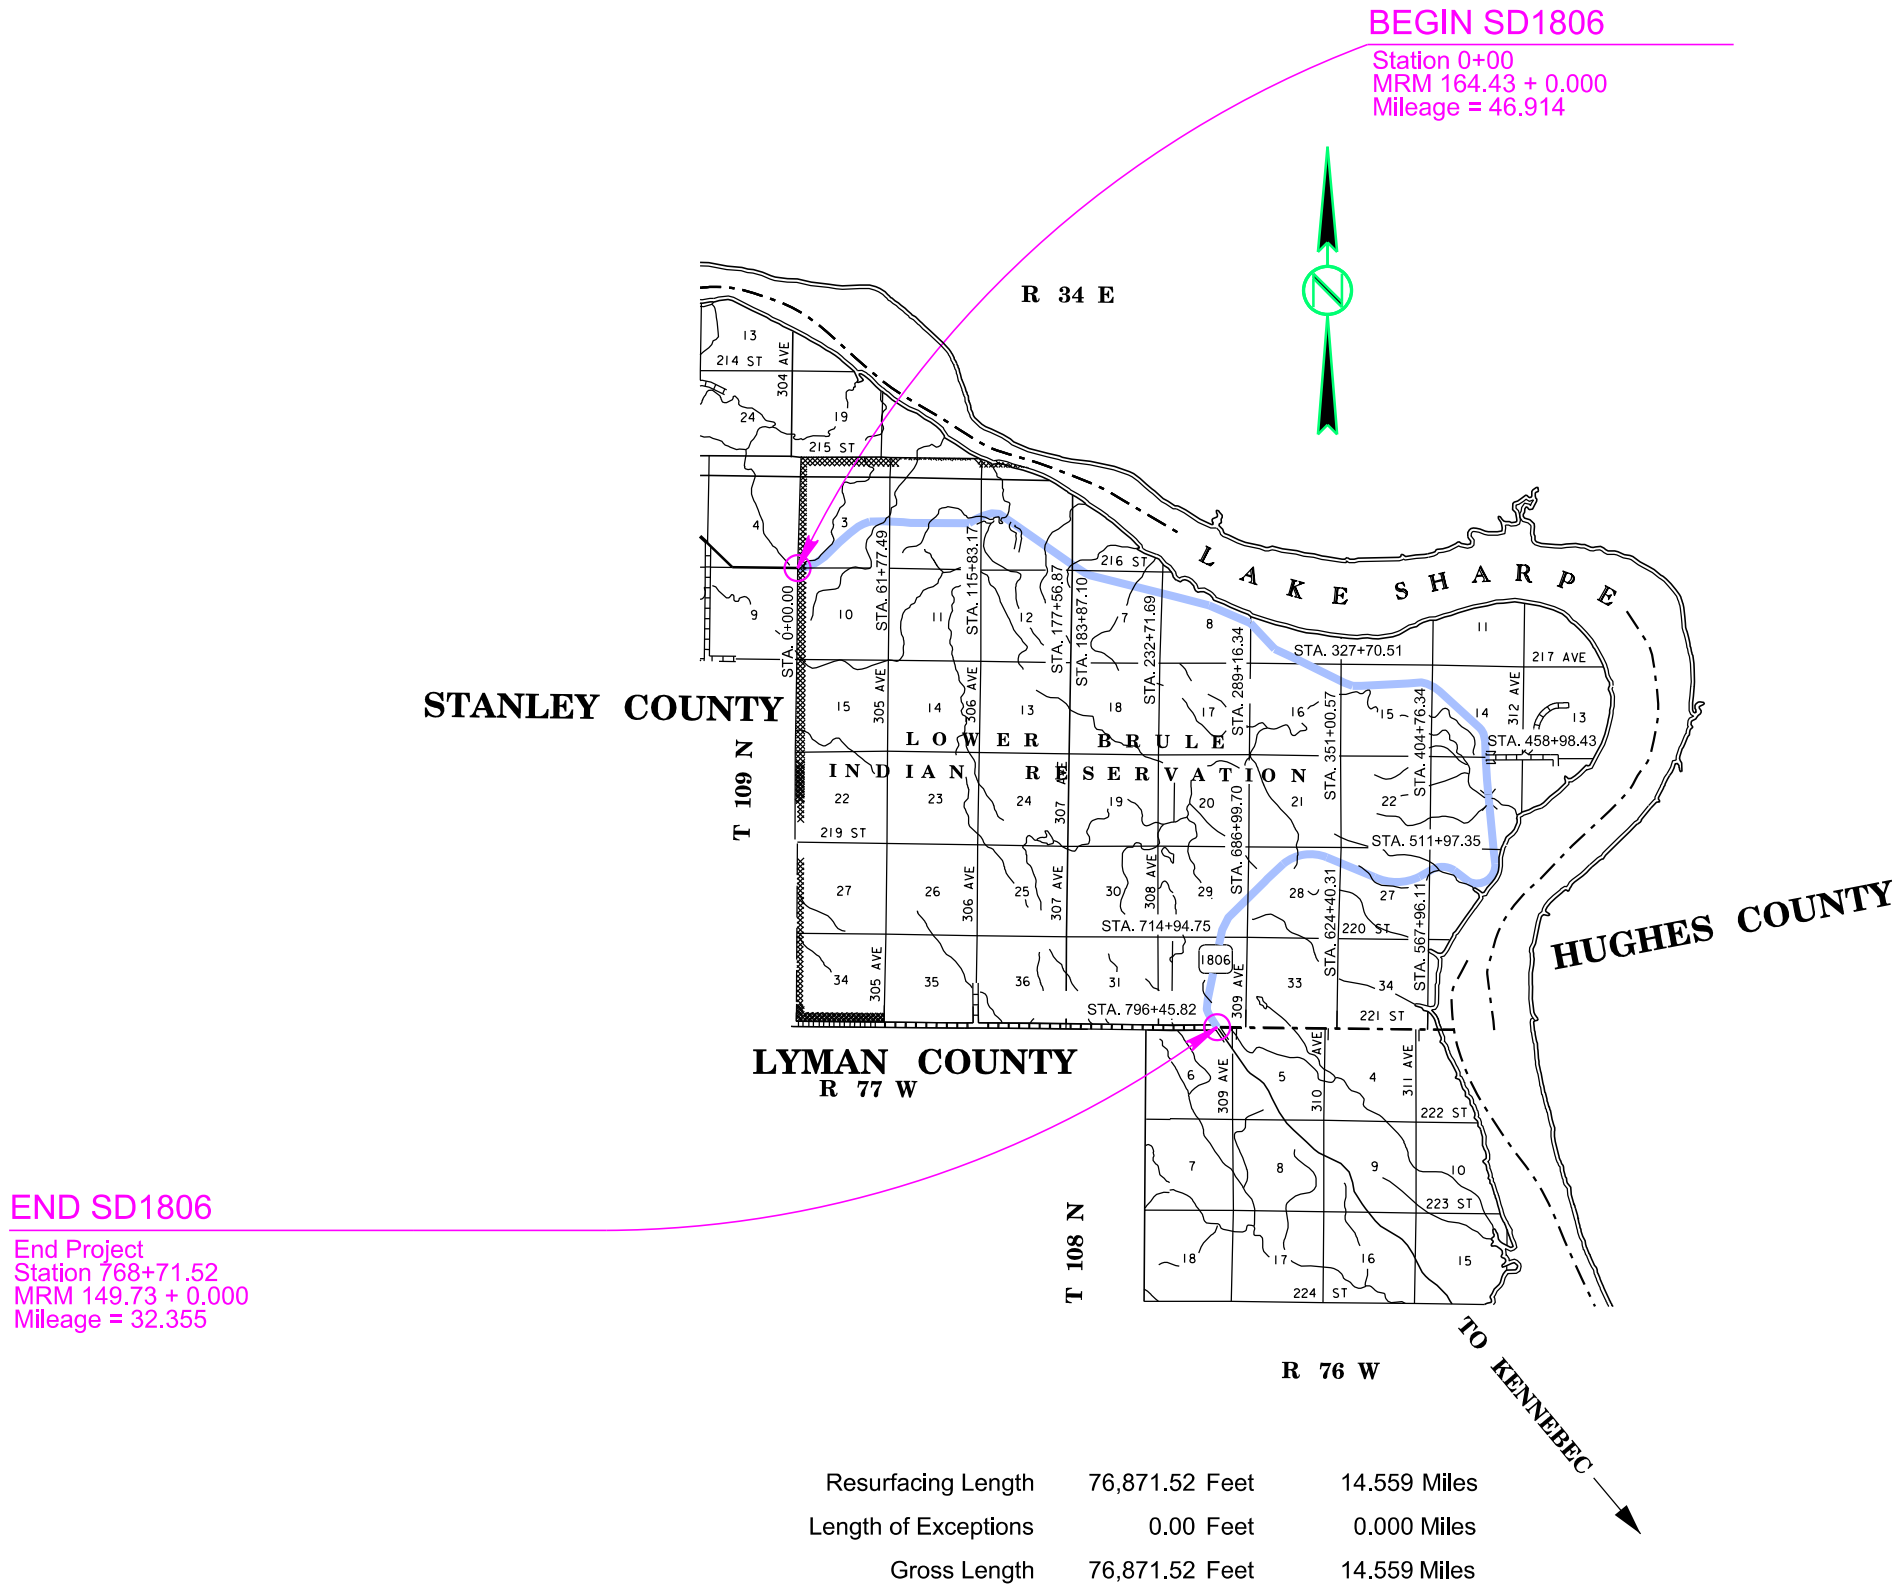 BEGIN SD1806
Station 0+00
MRM 164.43 + 0.000
Mileage = 46.914
N
R 34 E
13
214 ST
304 AVE
24
19
215 ST
4
3
216 ST
LAKE SHARPE
9
10
11
12
7
8
11
STA. 0+00.00
STA. 61+77.49
STA. 115+83.17
STA. 177+56.87
STA. 183+87.10
STA. 232+71.69
STA. 289+16.34
STA. 327+70.51
217 AVE
STANLEY COUNTY
15
305 AVE
14
306 AVE
13
18
17
16
STA. 351+00.57
15
STA. 404+76.34
14
312 AVE
13
STA. 458+98.43
LOWER BRULE
INDIAN RESERVATION
T 109 N
22
23
24
307 AVE
19
20
STA. 686+99.70
21
22
219 ST
STA. 511+97.35
27
26
306 AVE
25
307 AVE
30
308 AVE
29
28
27
STA. 624+40.31
STA. 567+96.11
STA. 714+94.75
220 ST
HUGHES COUNTY
1806
34
305 AVE
35
36
31
309 AVE
33
34
STA. 796+45.82
221 ST
LYMAN COUNTY
R 77 W
6
309 AVE
5
310 AVE
4
311 AVE
222 ST
7
8
9
10
223 ST
T 108 N
18
17
16
15
224 ST
END SD1806
End Project
Station 768+71.52
MRM 149.73 + 0.000
Mileage = 32.355
R 76 W
TO KENNEBEC
Resurfacing Length 76,871.52 Feet 14.559 Miles
Length of Exceptions 0.00 Feet 0.000 Miles
Gross Length 76,871.52 Feet 14.559 Miles